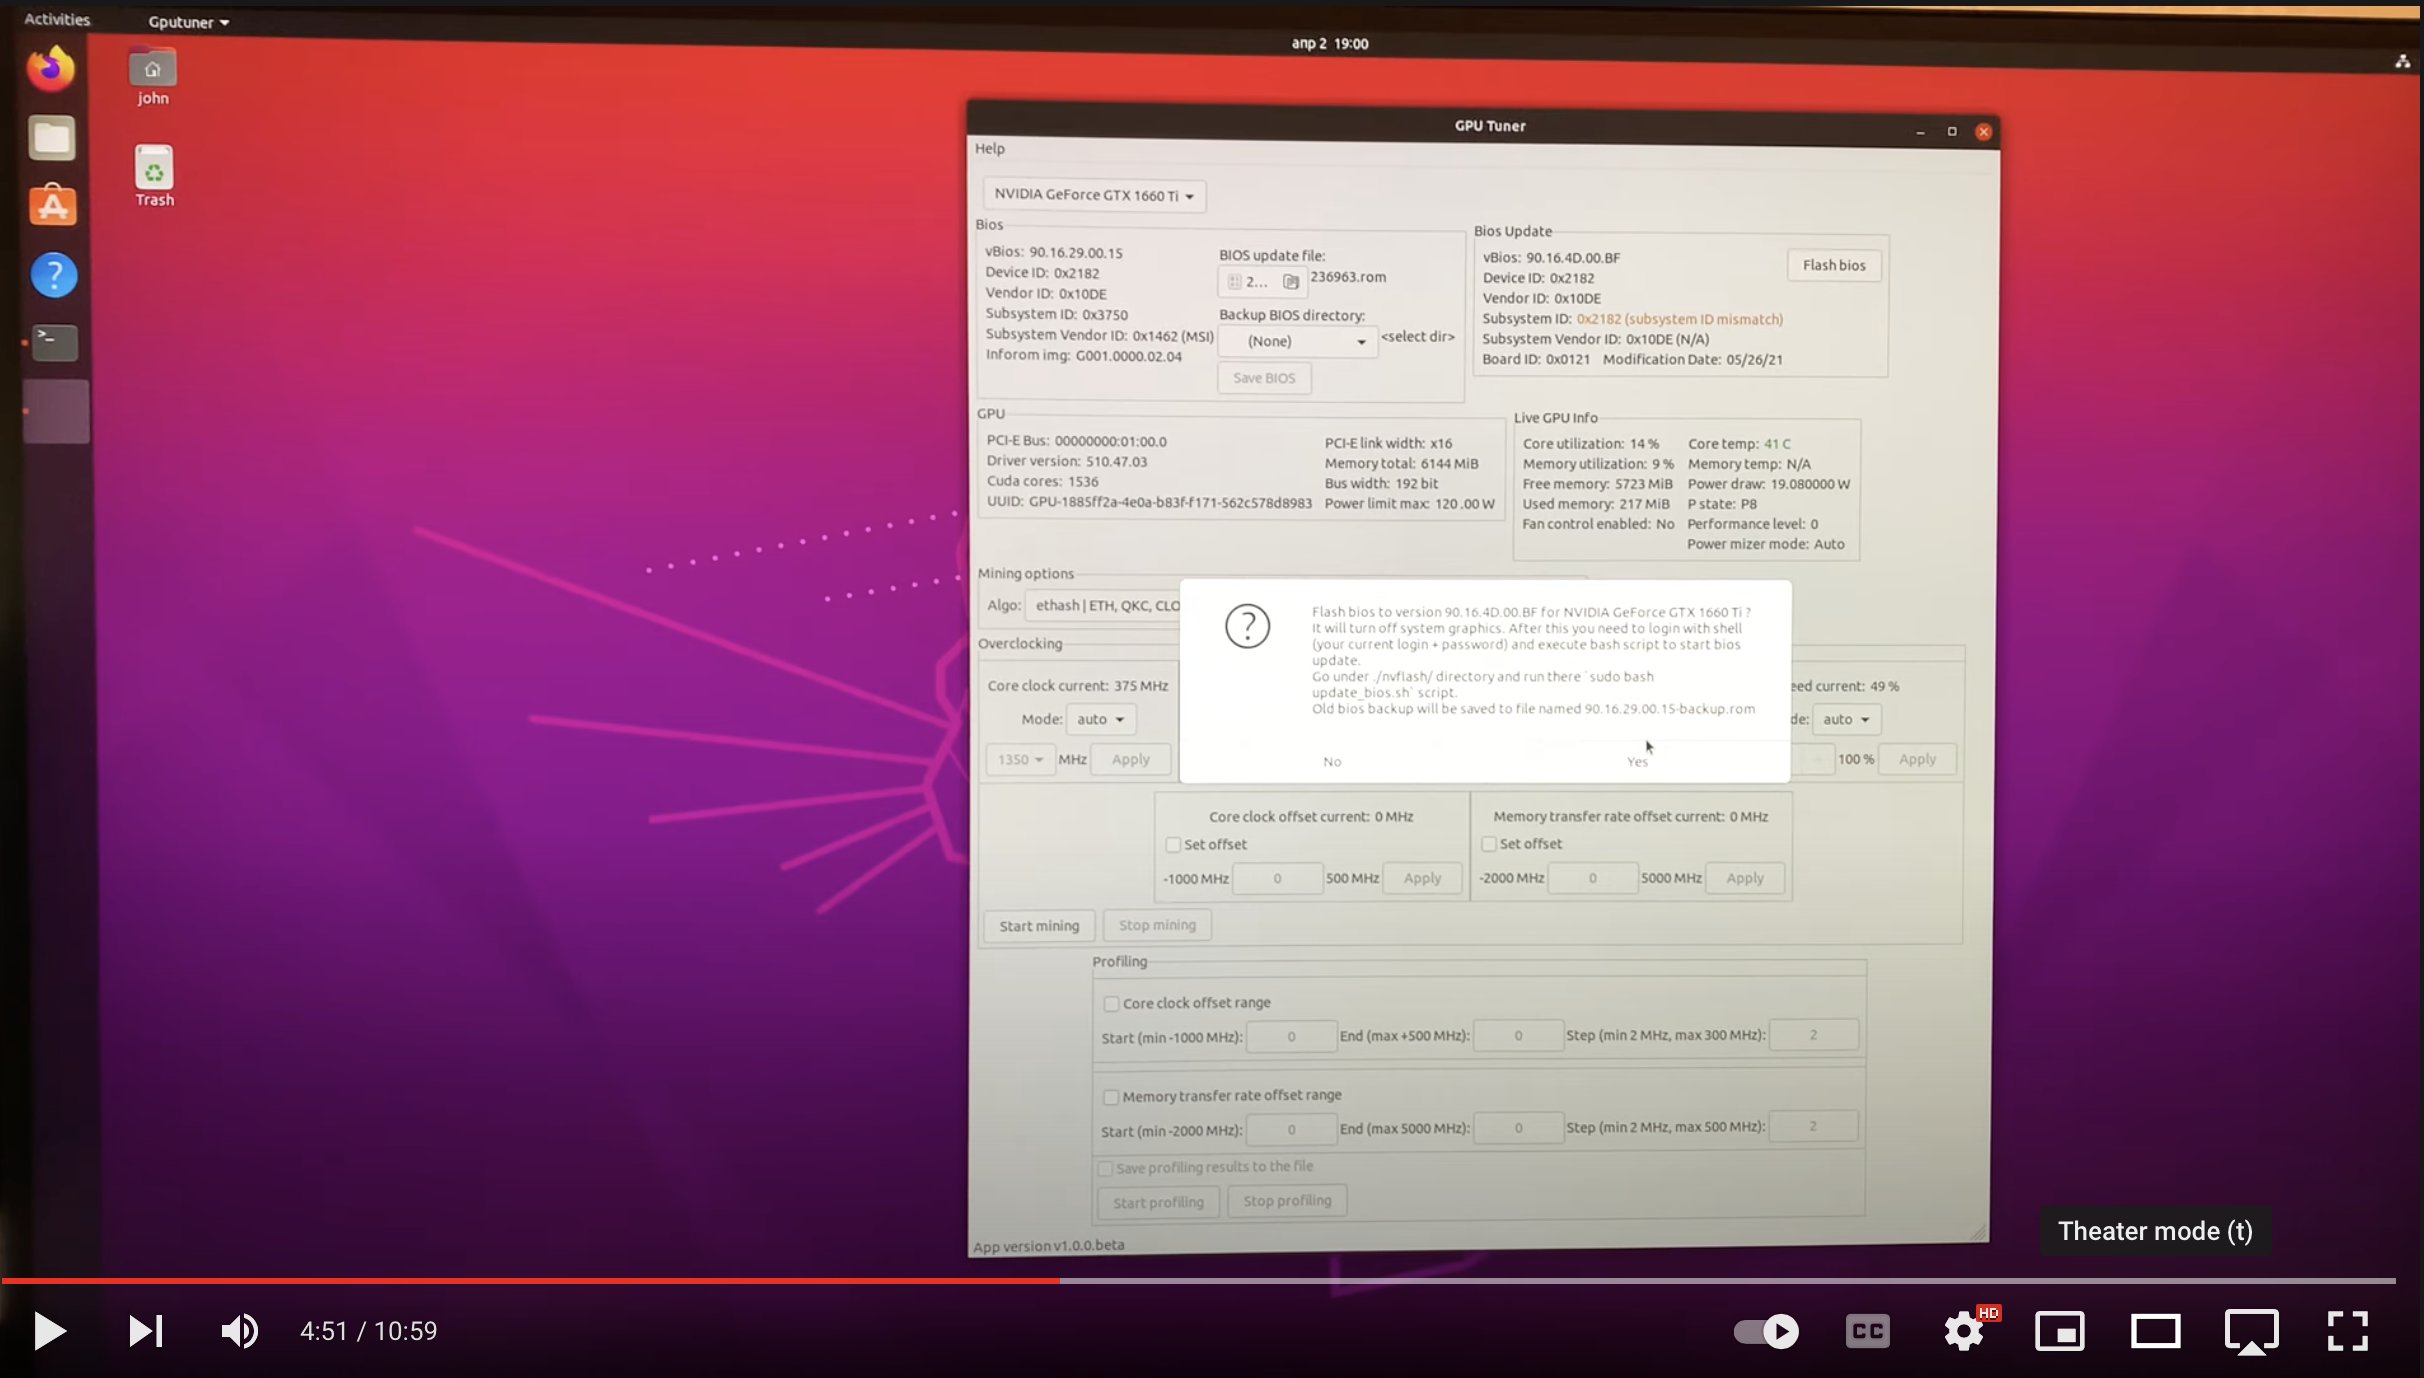 Activities
Gputuner
апр 2 19:00
john
Trash
GPU Tuner
Help
NVIDIA GeForce GTX 1660 Ti
Bios
vBios: 90.16.29.00.15
Device ID: 0x2182
Vendor ID: 0x10DE
Subsystem ID: 0x3750
Subsystem Vendor ID: 0x1462 (MSI)
Inforom img: G001.0000.02.04
BIOS update file:
2... 236963.rom
Backup BIOS directory:
(None) <select dir>
Save BIOS
Bios Update
vBios: 90.16.4D.00.BF
Flash bios
Device ID: 0x2182
Vendor ID: 0x10DE
Subsystem ID: 0x2182 (subsystem ID mismatch)
Subsystem Vendor ID: 0x10DE (N/A)
Board ID: 0x0121 Modification Date: 05/26/21
GPU
PCI-E Bus: 00000000:01:00.0
Driver version: 510.47.03
Cuda cores: 1536
UUID: GPU-1885ff2a-4e0a-b83f-f171-562c578d8983
PCI-E link width: x16
Memory total: 6144 MiB
Bus width: 192 bit
Power limit max: 120.00 W
Live GPU Info
Core utilization: 14 % Core temp: 41 C
Memory utilization: 9 % Memory temp: N/A
Free memory: 5723 MiB Power draw: 19.080000 W
Used memory: 217 MiB P state: P8
Fan control enabled: No Performance level: 0
Power mizer mode: Auto
Mining options
Algo: ethash | ETH, QKC, CLO
Flash bios to version 90.16.4D.00.BF for NVIDIA GeForce GTX 1660 Ti ?
It will turn off system graphics. After this you need to login with shell
(your current login + password) and execute bash script to start bios
update.
Go under ./nvflash/ directory and run there `sudo bash
update_bios.sh` script.
Old bios backup will be saved to file named 90.16.29.00.15-backup.rom
No Yes
Overclocking
Core clock current: 375 MHz
Mode: auto
1350 MHz Apply
eed current: 49 %
de: auto
100 % Apply
Core clock offset current: 0 MHz
Set offset
-1000 MHz 0 500 MHz Apply
Memory transfer rate offset current: 0 MHz
Set offset
-2000 MHz 0 5000 MHz Apply
Start mining Stop mining
Profiling
Core clock offset range
Start (min -1000 MHz): 0 End (max +500 MHz): 0 Step (min 2 MHz, max 300 MHz): 2
Memory transfer rate offset range
Start (min -2000 MHz): 0 End (max 5000 MHz): 0 Step (min 2 MHz, max 500 MHz): 2
Save profiling results to the file
Start profiling Stop profiling
App version v1.0.0.beta
Theater mode (t)
4:51 / 10:59
CC
HD